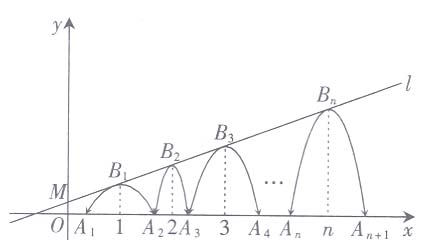 y
l
B_n
B_3
B_2
B_1
M
...
O A_1 1 A_2 2 A_3 3 A_4 A_n n A_{n+1} x